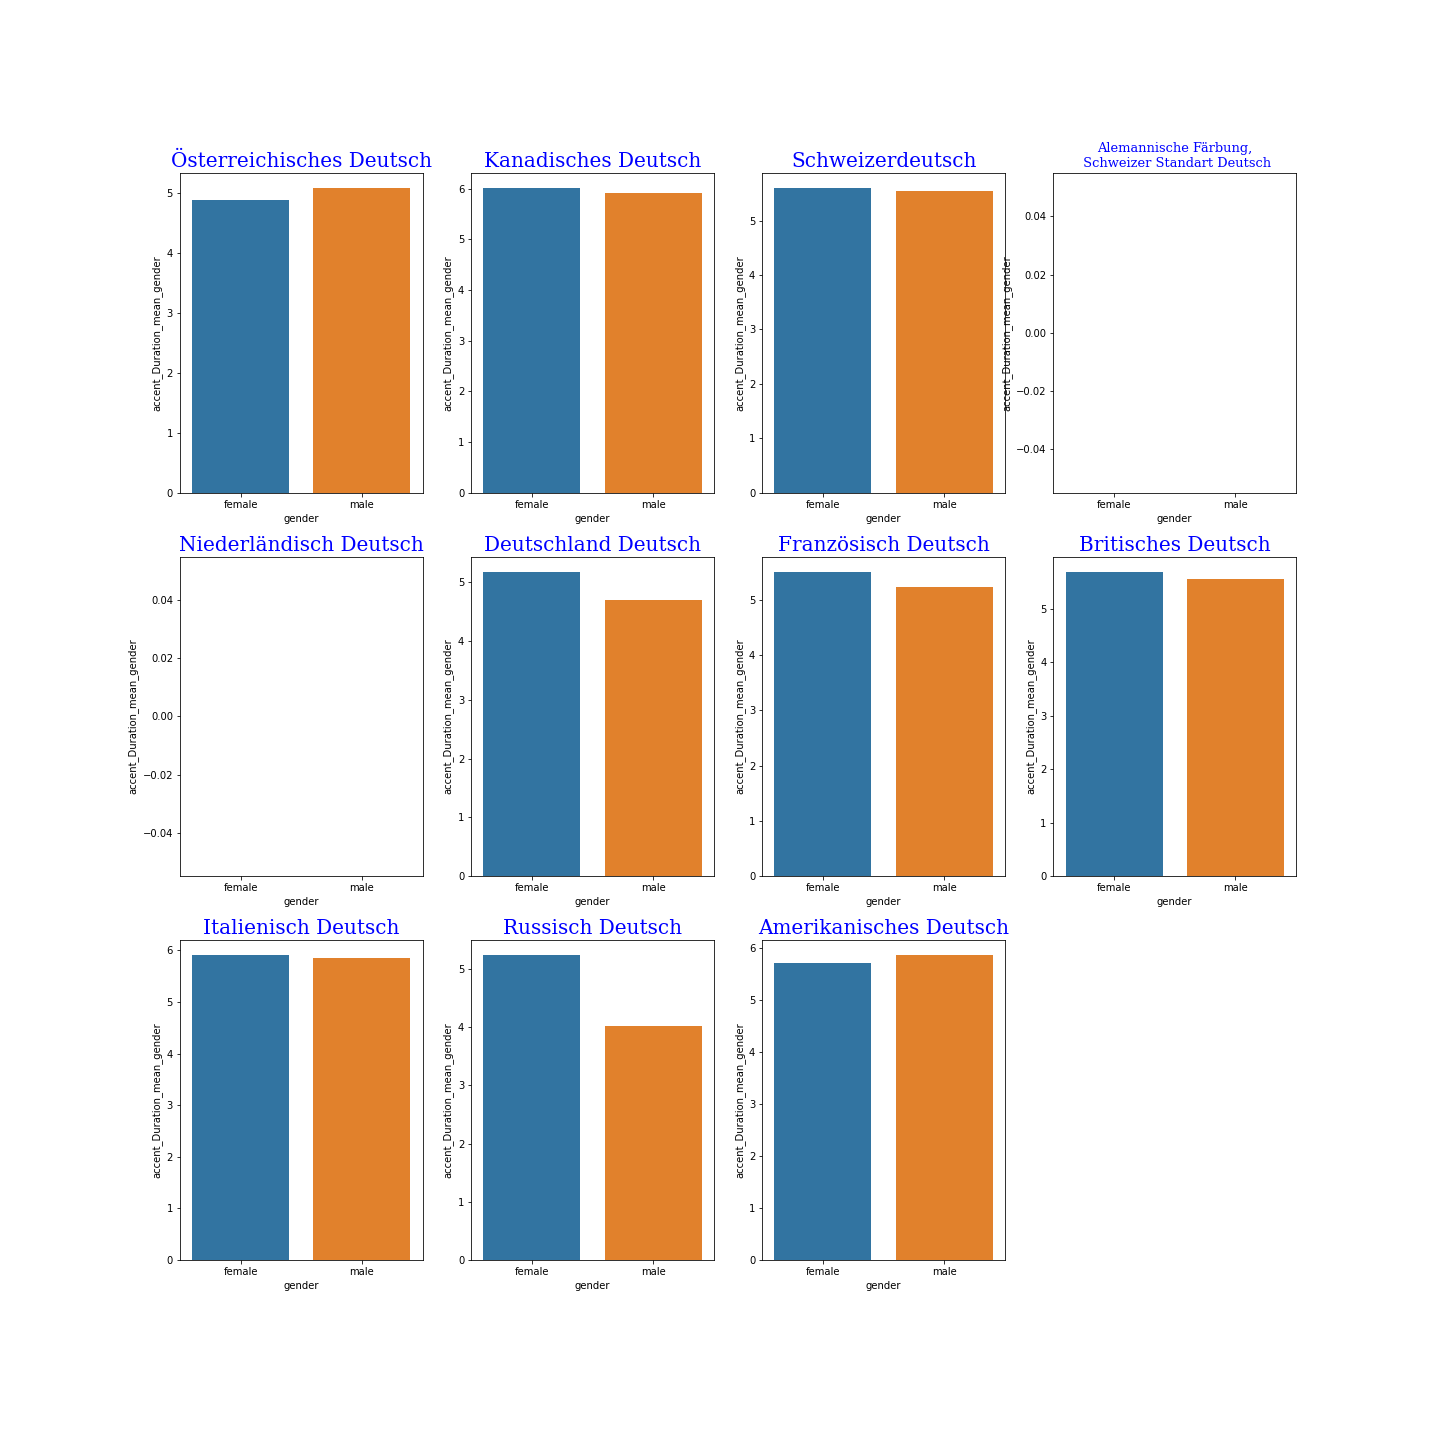 Österreichisches Deutsch
5
4
3
2
1
0
accent_Duration_mean_gender
female male
gender
Kanadisches Deutsch
6
5
4
3
2
1
0
accent_Duration_mean_gender
female male
gender
Schweizerdeutsch
5
4
3
2
1
0
accent_Duration_mean_gender
female male
gender
Alemannische Färbung,
Schweizer Standart Deutsch
0.04
0.02
0.00
−0.02
−0.04
accent_Duration_mean_gender
female male
gender
Niederländisch Deutsch
0.04
0.02
0.00
−0.02
−0.04
accent_Duration_mean_gender
female male
gender
Deutschland Deutsch
5
4
3
2
1
0
accent_Duration_mean_gender
female male
gender
Französisch Deutsch
5
4
3
2
1
0
accent_Duration_mean_gender
female male
gender
Britisches Deutsch
5
4
3
2
1
0
accent_Duration_mean_gender
female male
gender
Italienisch Deutsch
6
5
4
3
2
1
0
accent_Duration_mean_gender
female male
gender
Russisch Deutsch
5
4
3
2
1
0
accent_Duration_mean_gender
female male
gender
Amerikanisches Deutsch
6
5
4
3
2
1
0
accent_Duration_mean_gender
female male
gender